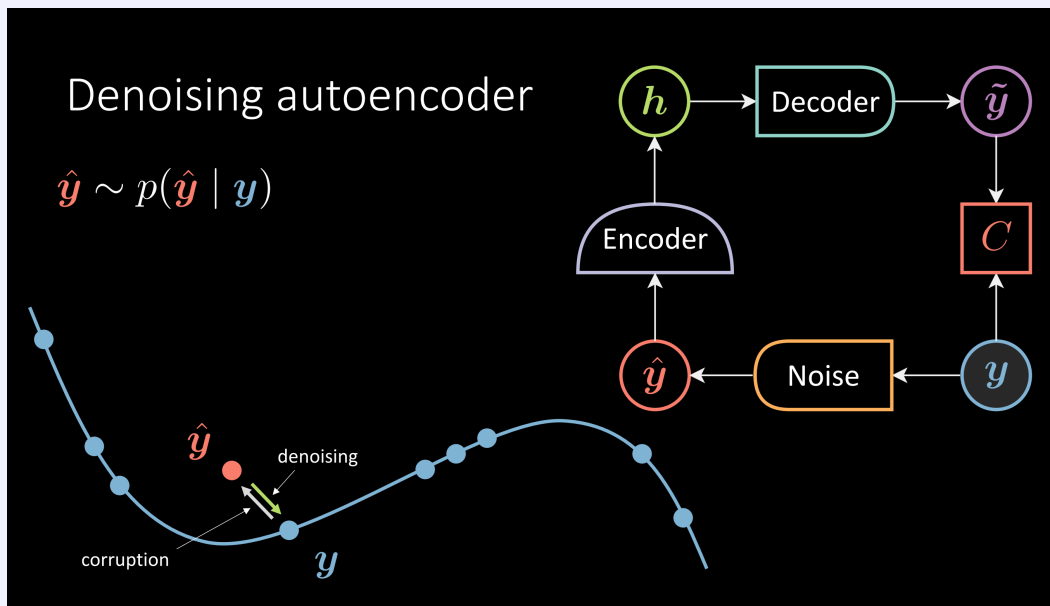 Denoising autoencoder
ŷ ∼ p(ŷ | y)
h
Decoder
ỹ
Encoder
C
ŷ
Noise
y
ŷ
denoising
corruption
y